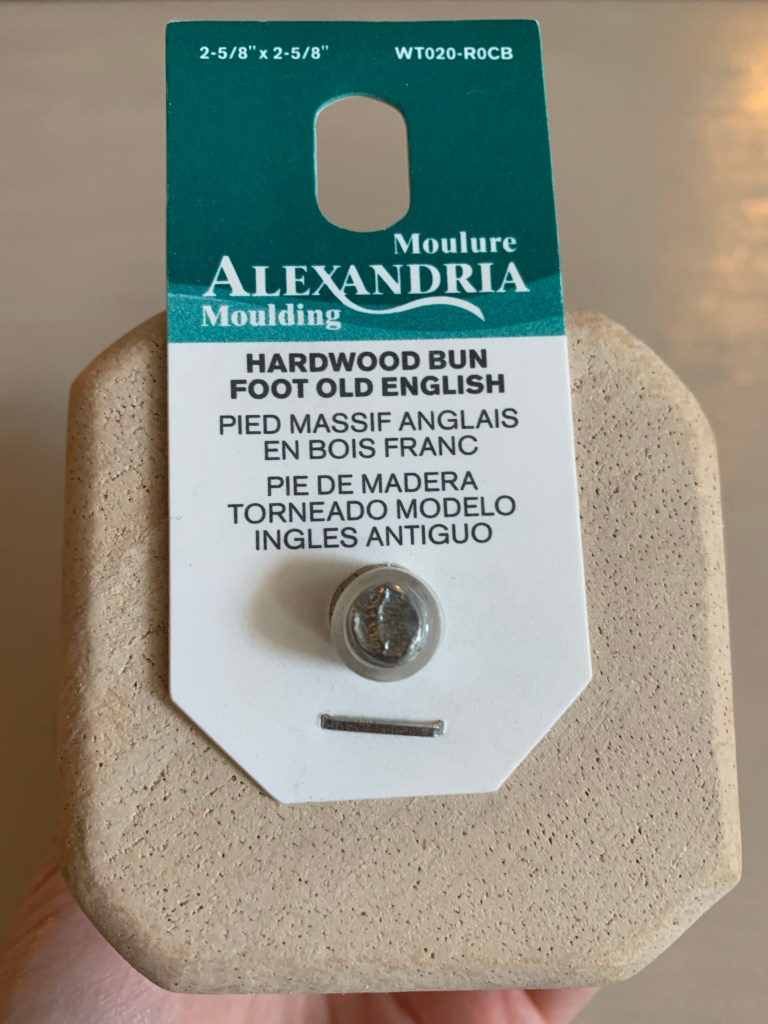 2-5/8" x 2-5/8" WT020-R0CB
Moulure
ALEXANDRIA
Moulding
HARDWOOD BUN
FOOT OLD ENGLISH
PIED MASSIF ANGLAIS
EN BOIS FRANC
PIE DE MADERA
TORNEADO MODELO
INGLES ANTIGUO